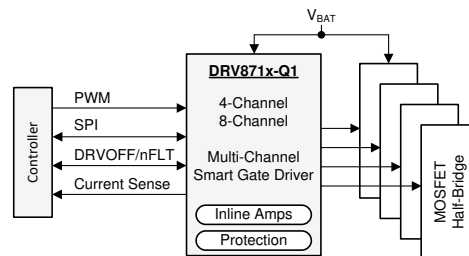 VBAT
DRV871x-Q1
4-Channel
8-Channel
Multi-Channel
Smart Gate Driver
Inline Amps
Protection
Controller
PWM
SPI
DRVOFF/nFLT
Current Sense
MOSFET
Half-Bridge